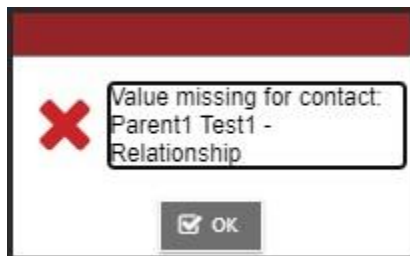 Value missing for contact:
Parent1 Test1 -
Relationship
OK